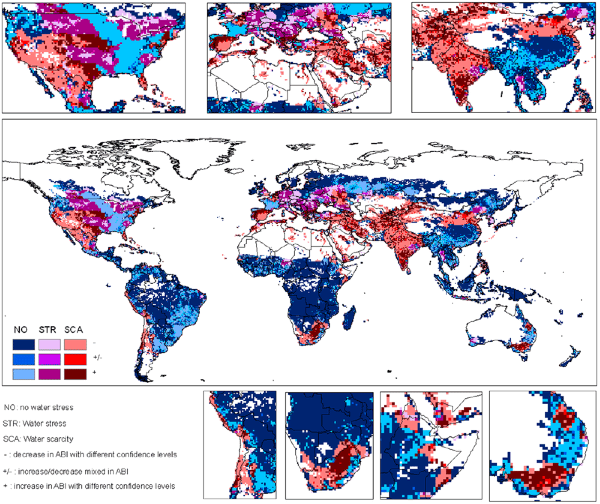 NO STR SCA
-
+/-
+
NO: no water stress
STR: Water stress
SCA: Water scarcity
- : decrease in ABI with different confidence levels
+/- : increase/decrease mixed in ABI
+ : increase in ABI with different confidence levels